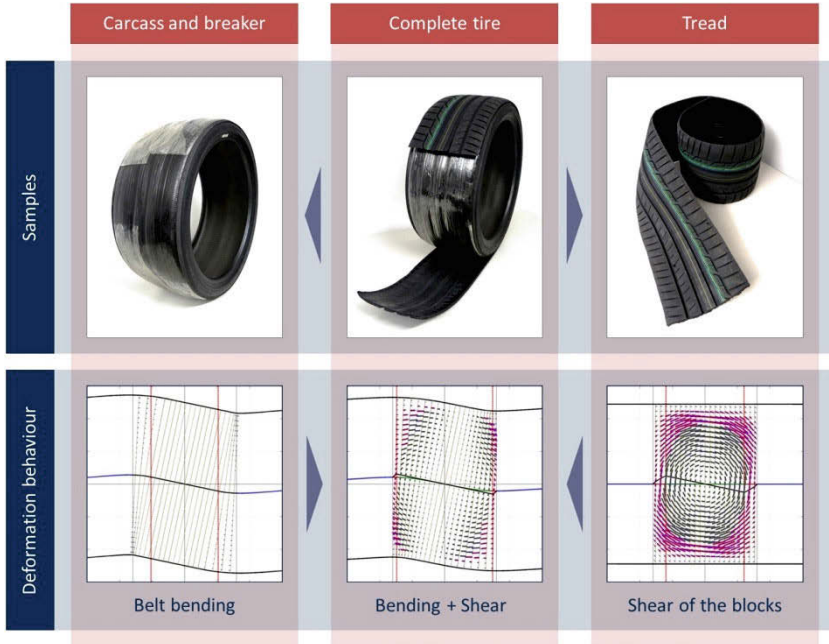 Carcass and breaker
Complete tire
Tread
Samples
Deformation behaviour
Belt bending
Bending + Shear
Shear of the blocks